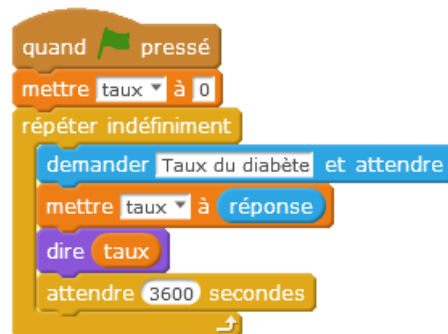 quand pressé
mettre taux à 0
répéter indéfiniment
demander Taux du diabète et attendre
mettre taux à réponse
dire taux
attendre 3600 secondes